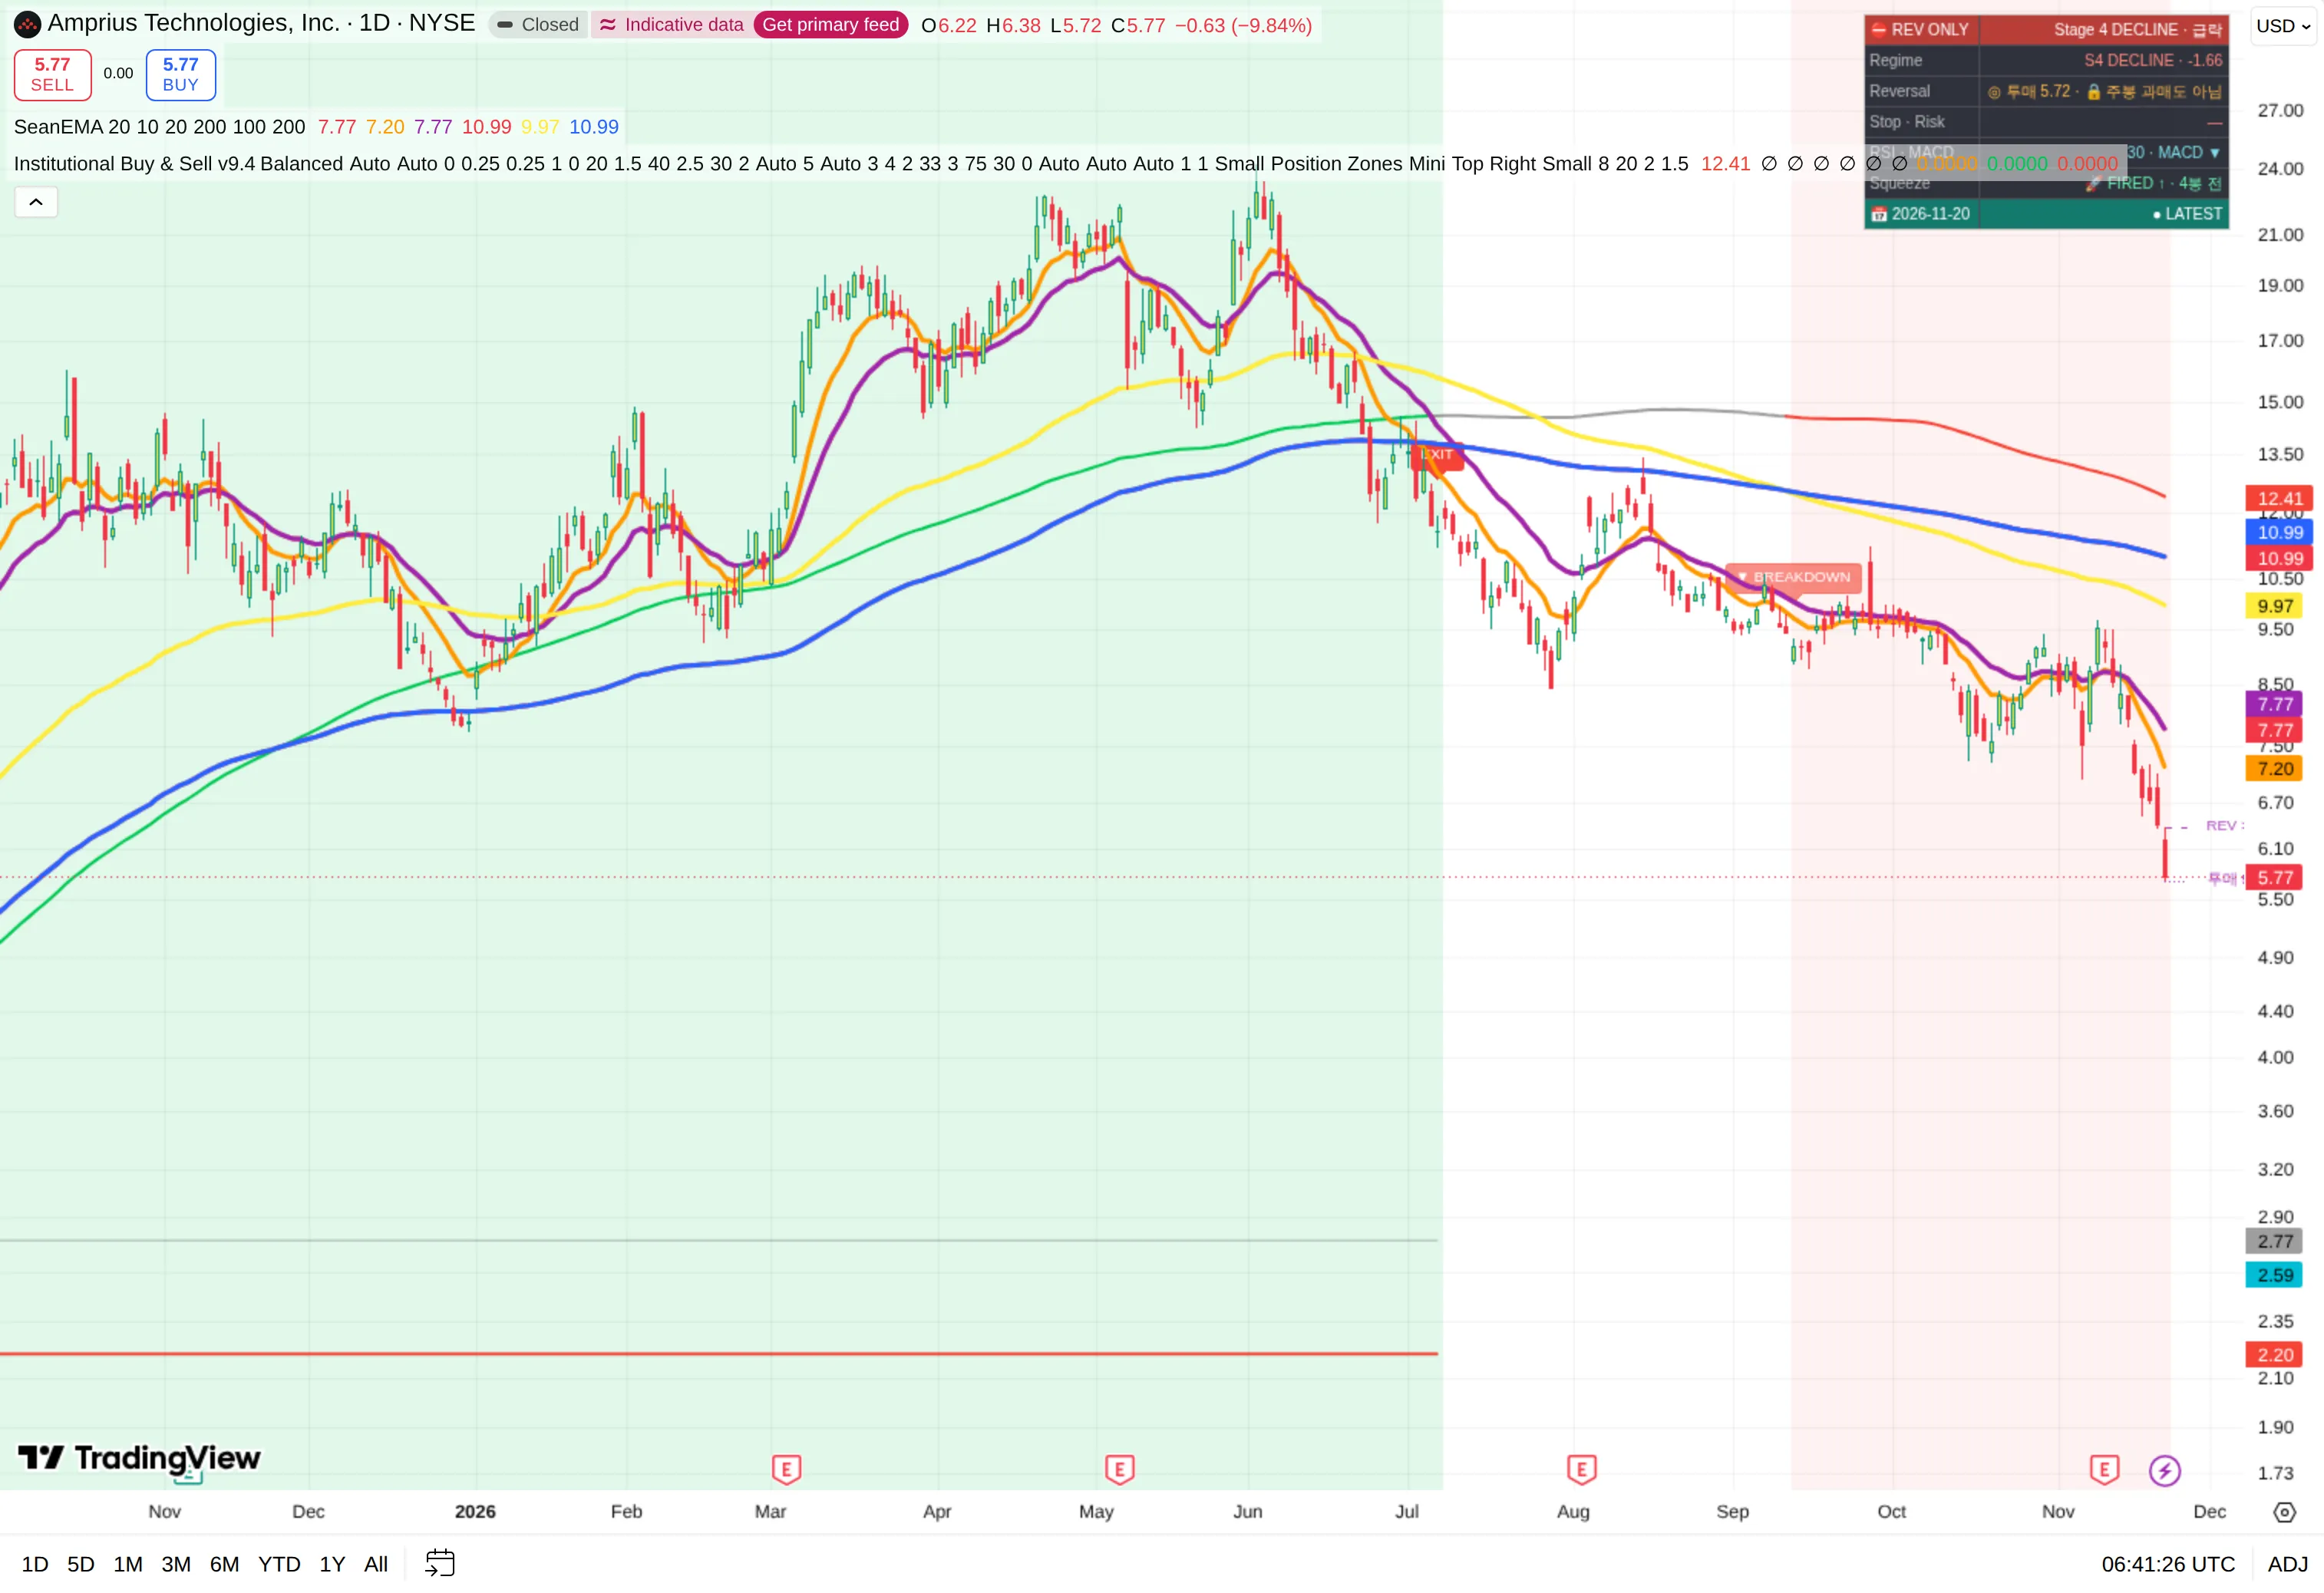 Amprius Technologies, Inc. · 1D · NYSE Closed Indicative data Get primary feed O6.22 H6.38 L5.72 C5.77 −0.63 (−9.84%)
5.77 SELL 0.00 5.77 BUY
SeanEMA 20 10 20 200 100 200 7.77 7.20 7.77 10.99 9.97 10.99
Institutional Buy & Sell v9.4 Balanced Auto Auto 0 0.25 0.25 1 0 20 1.5 40 2.5 30 2 Auto 5 Auto 3 4 2 33 3 75 30 0 Auto Auto Auto 1 1 Small Position Zones Mini Top Right Small 8 20 2 1.5 12.41 ∅ ∅ ∅ ∅ ∅ ∅ 0.0000 0.0000 0.0000
REV ONLY Stage 4 DECLINE · 급락
Regime S4 DECLINE · -1.66
Reversal ◎ 투매 5.72 · 🔒 주봉 과매도 아님
Stop · Risk —
RSI · MACD 30 · MACD ▼
Squeeze 🚀 FIRED ↑ · 4봉 전
📅 2026-11-20 ● LATEST
USD
27.00
24.00
21.00
19.00
17.00
15.00
13.50
12.41
12.00
10.99
10.99
10.50
9.97
9.50
8.50
7.77
7.77
7.50
7.20
6.70
6.10
5.77
5.50
4.90
4.40
4.00
3.60
3.20
2.90
2.77
2.59
2.35
2.20
2.10
1.90
1.73
EXIT
▼ BREAKDOWN
REV
투매
TradingView
E E E E
Nov Dec 2026 Feb Mar Apr May Jun Jul Aug Sep Oct Nov Dec
1D 5D 1M 3M 6M YTD 1Y All 06:41:26 UTC ADJ